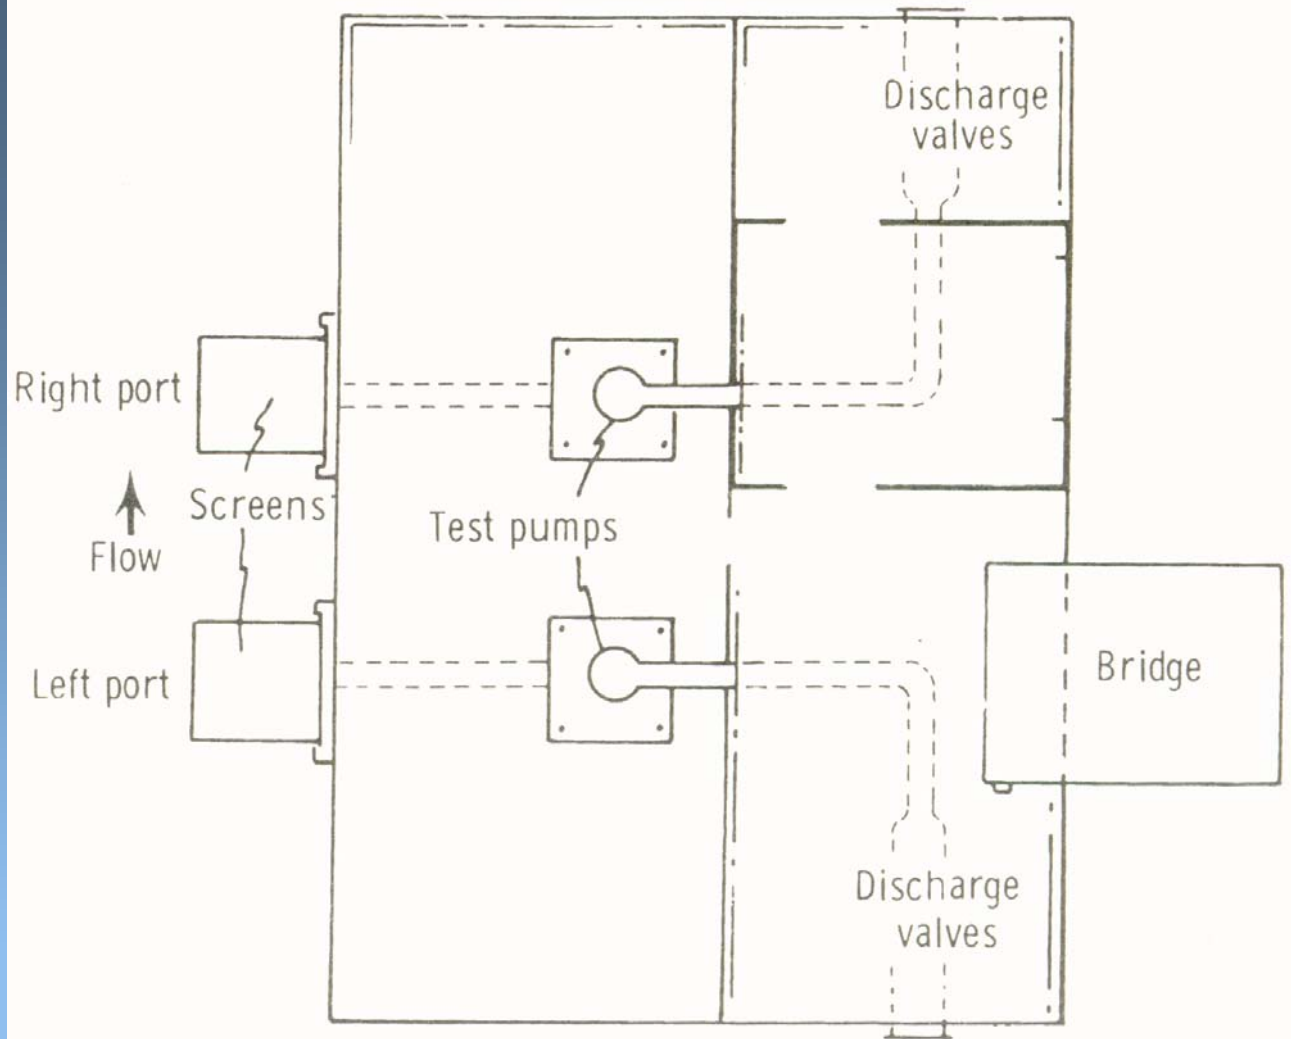 Discharge
valves
Right port
Screens
Flow
Test pumps
Left port
Bridge
Discharge
valves